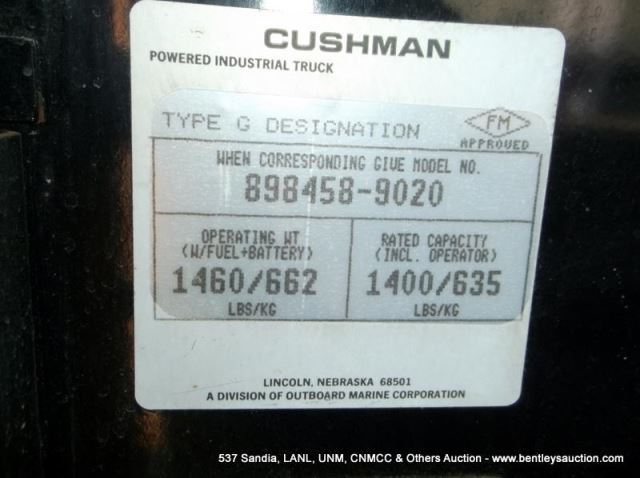 CUSHMAN
POWERED INDUSTRIAL TRUCK
TYPE G DESIGNATION
FM
APPROVED
WHEN CORRESPONDING GIVE MODEL NO.
898458-9020
OPERATING WT
(W/FUEL+BATTERY)
1460/662
LBS/KG
RATED CAPACITY
(INCL. OPERATOR)
1400/635
LBS/KG
LINCOLN, NEBRASKA 68501
A DIVISION OF OUTBOARD MARINE CORPORATION
537 Sandia, LANL, UNM, CNMCC & Others Auction - www.bentleysauction.com